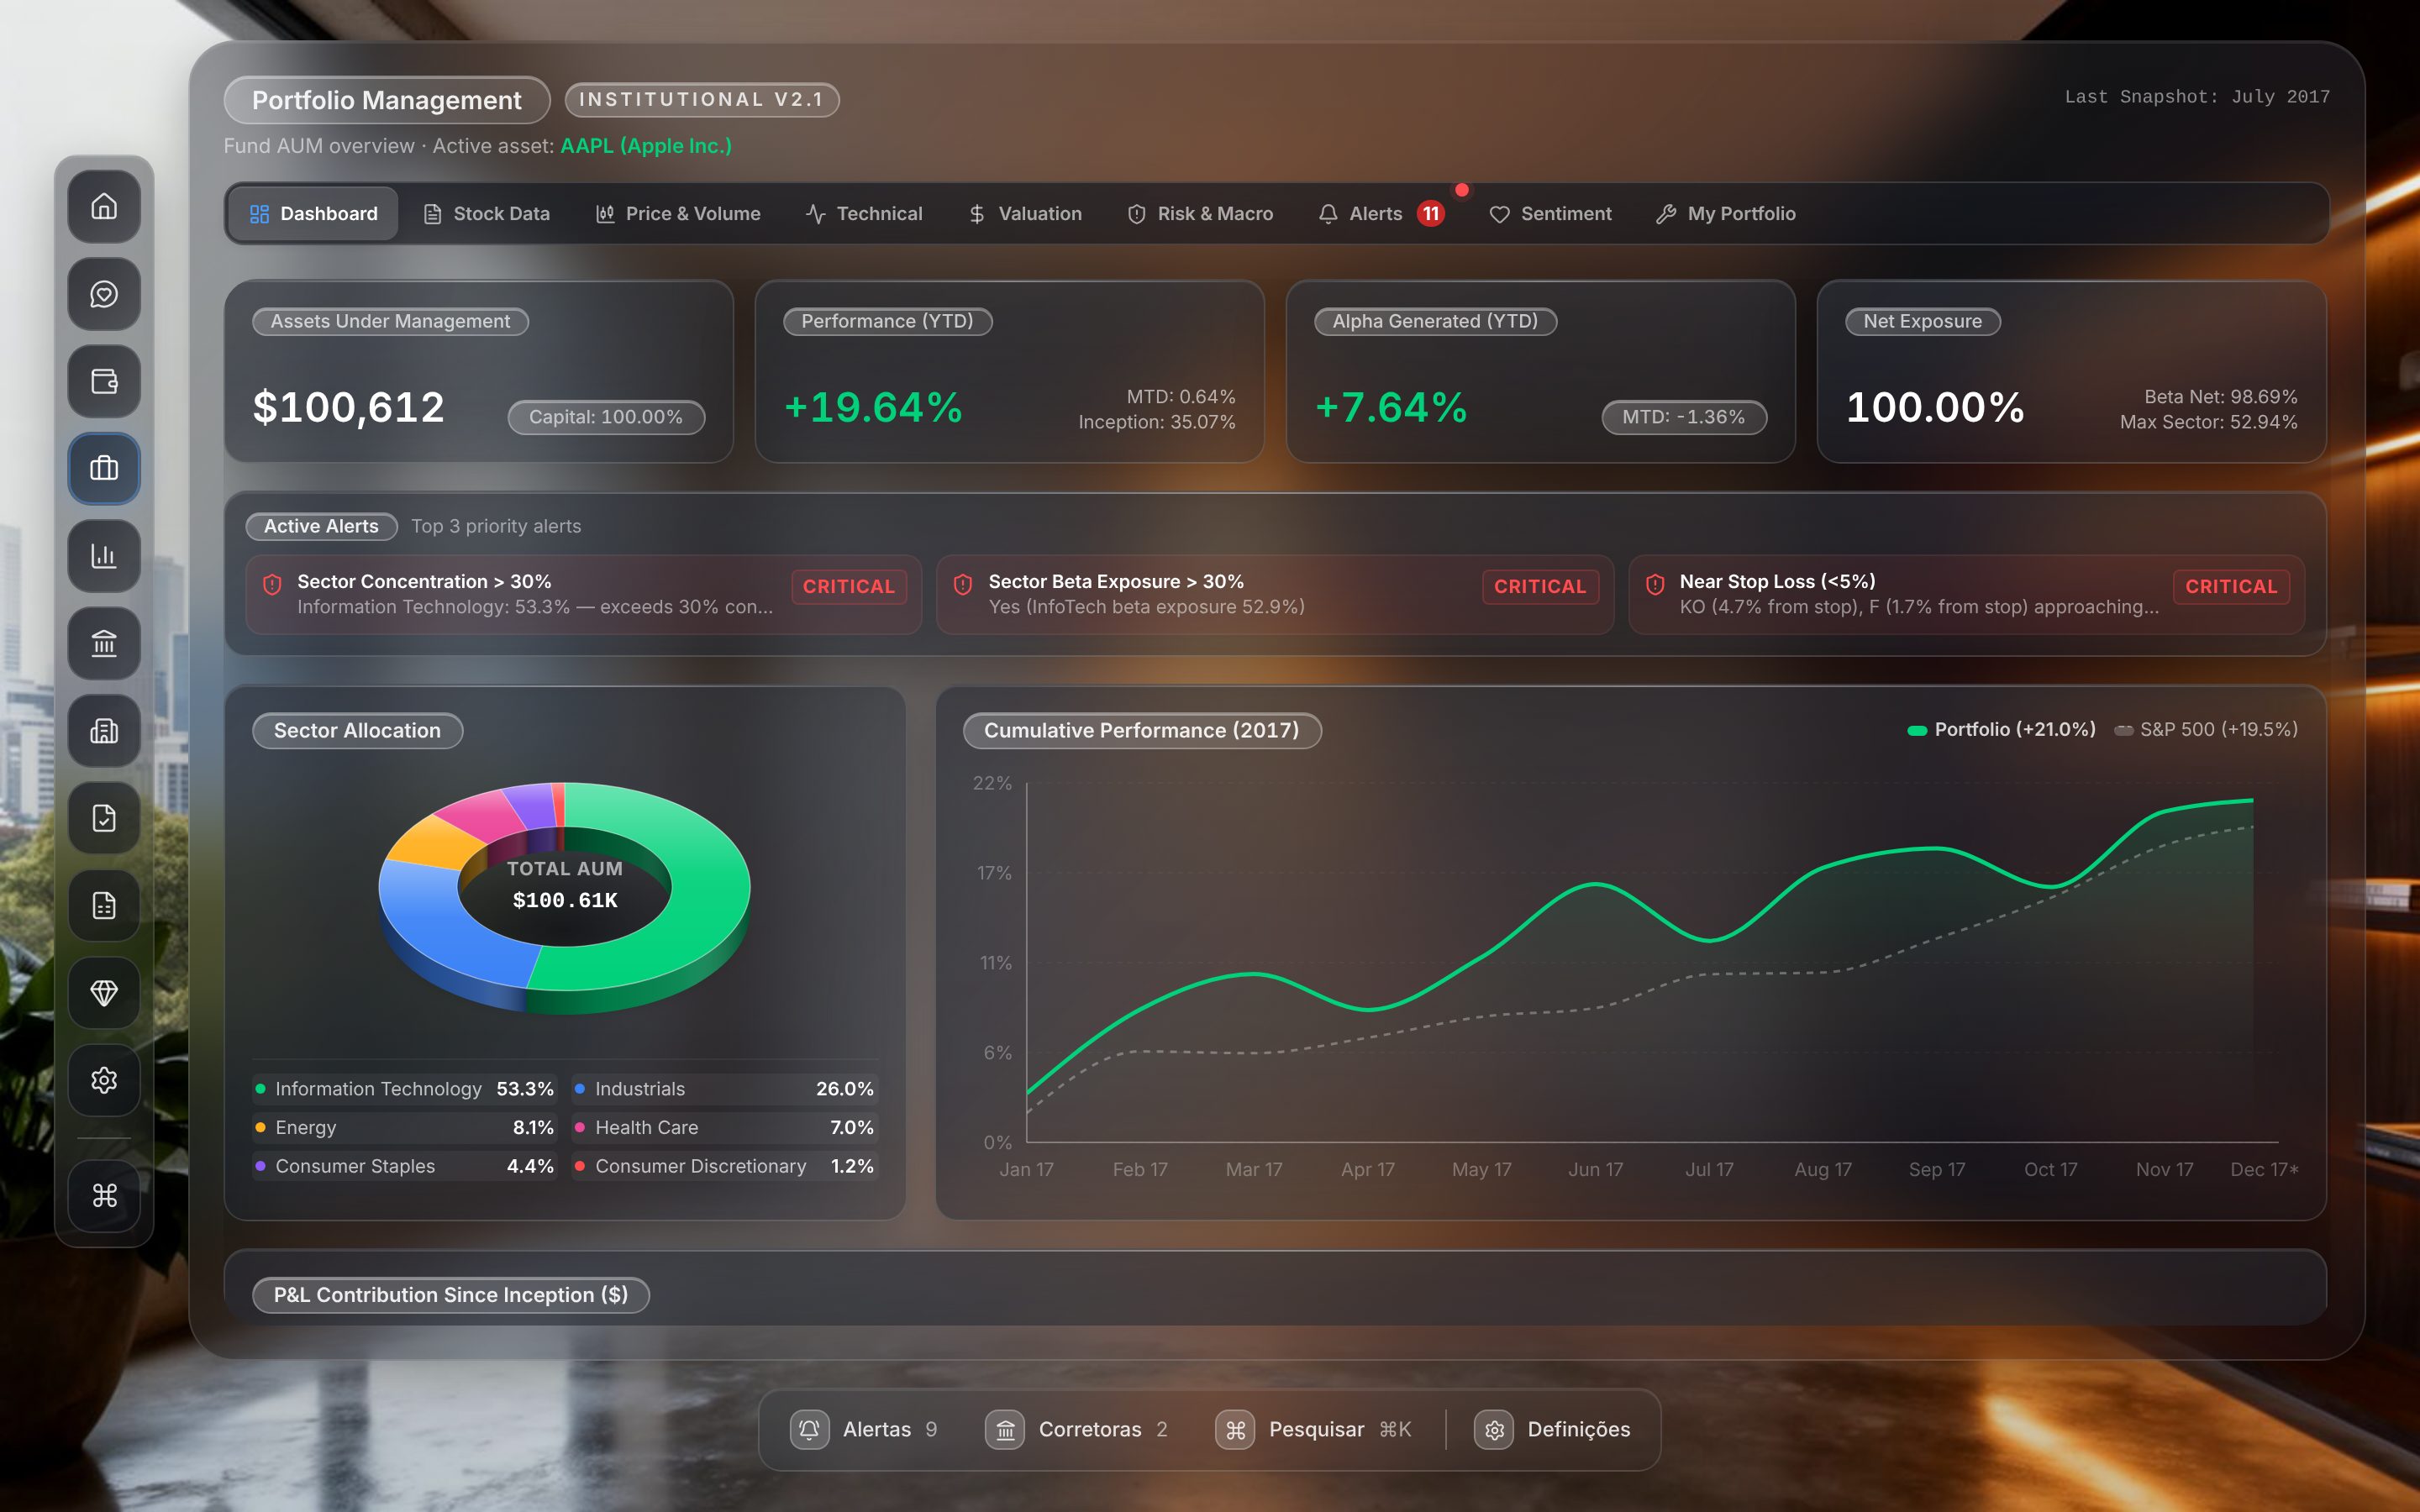 Portfolio Management
INSTITUTIONAL V2.1
Last Snapshot: July 2017
Fund AUM overview · Active asset: AAPL (Apple Inc.)
Dashboard
Stock Data
Price & Volume
Technical
Valuation
Risk & Macro
Alerts 11
Sentiment
My Portfolio
Assets Under Management
$100,612
Capital: 100.00%
Performance (YTD)
+19.64%
MTD: 0.64%
Inception: 35.07%
Alpha Generated (YTD)
+7.64%
MTD: -1.36%
Net Exposure
100.00%
Beta Net: 98.69%
Max Sector: 52.94%
Active Alerts
Top 3 priority alerts
Sector Concentration > 30%
Information Technology: 53.3% — exceeds 30% con...
CRITICAL
Sector Beta Exposure > 30%
Yes (InfoTech beta exposure 52.9%)
CRITICAL
Near Stop Loss (<5%)
KO (4.7% from stop), F (1.7% from stop) approaching...
CRITICAL
Sector Allocation
TOTAL AUM
$100.61K
Information Technology 53.3%
Industrials 26.0%
Energy 8.1%
Health Care 7.0%
Consumer Staples 4.4%
Consumer Discretionary 1.2%
Cumulative Performance (2017)
Portfolio (+21.0%)
S&P 500 (+19.5%)
22%
17%
11%
6%
0%
Jan 17
Feb 17
Mar 17
Apr 17
May 17
Jun 17
Jul 17
Aug 17
Sep 17
Oct 17
Nov 17
Dec 17*
P&L Contribution Since Inception ($)
Alertas 9
Corretoras 2
Pesquisar ⌘K
Definições